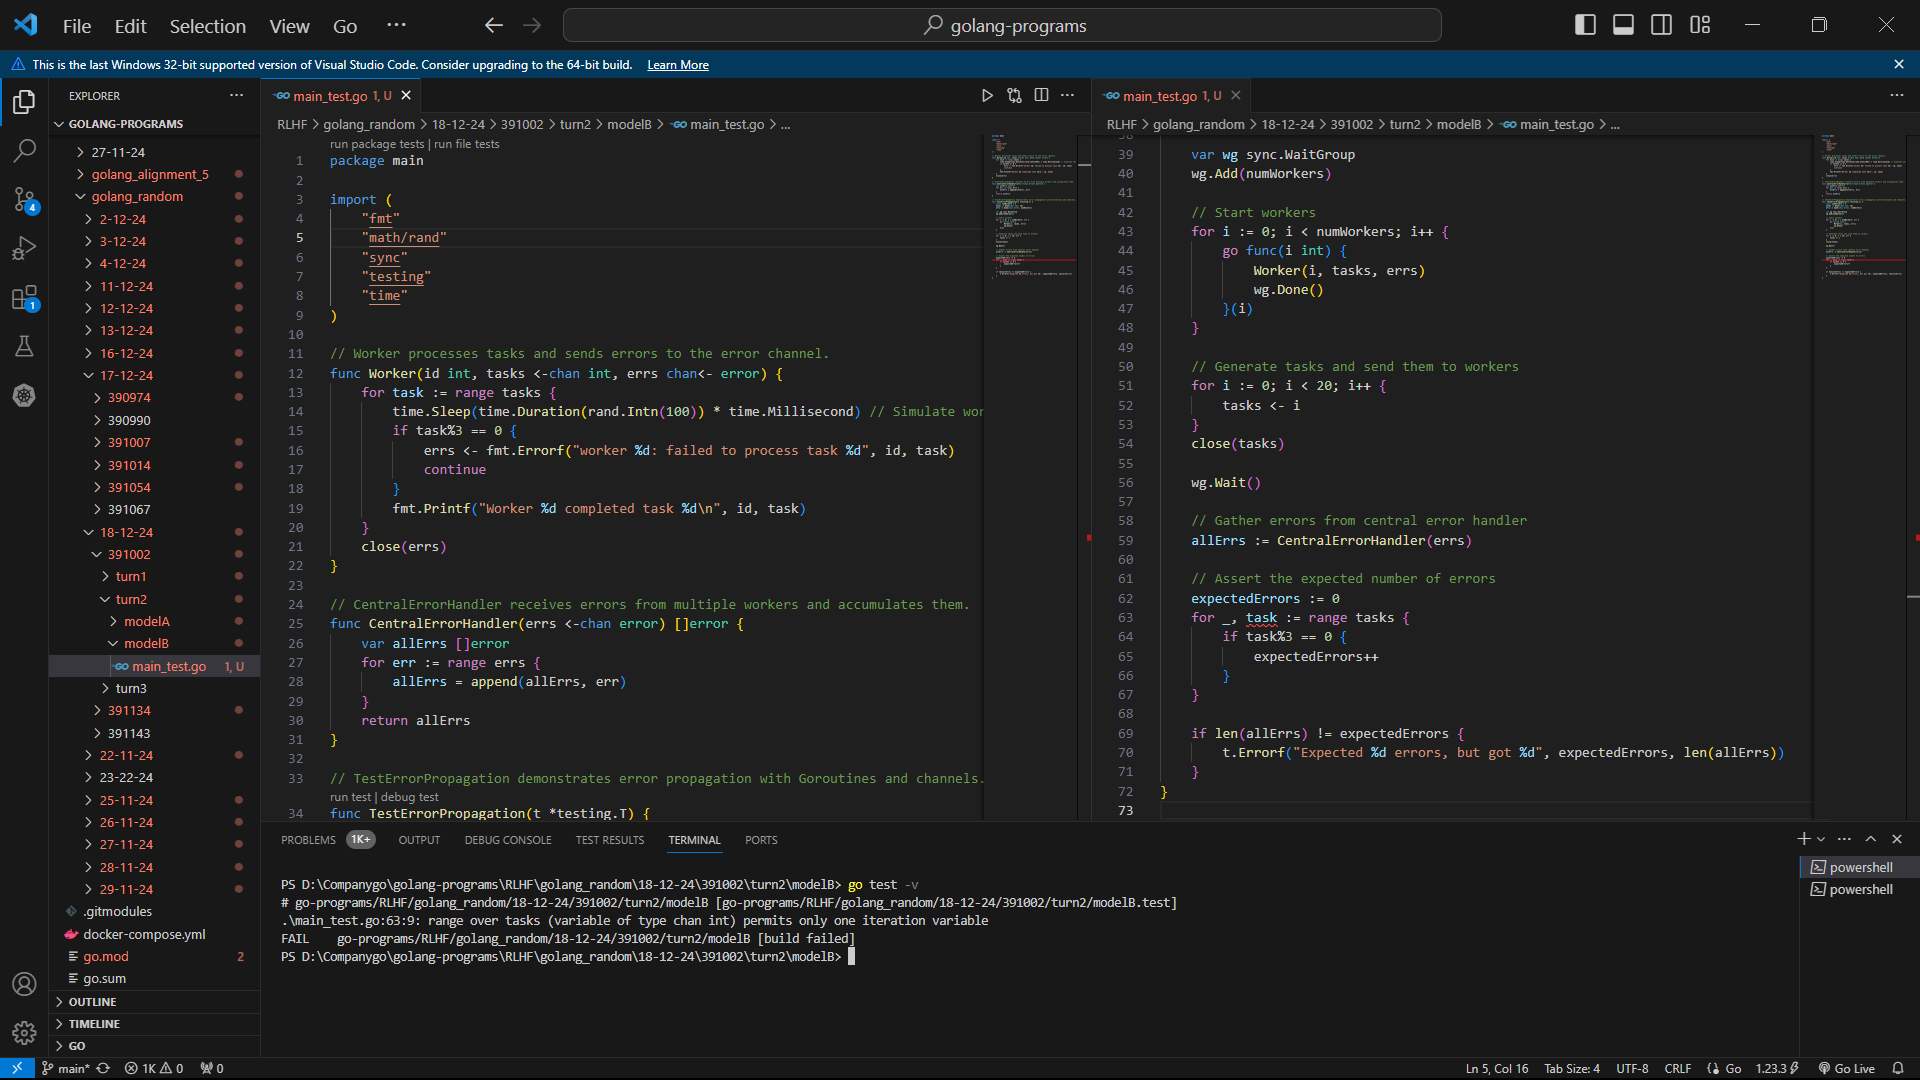 File Edit Selection View Go ···
golang-programs
This is the last Windows 32-bit supported version of Visual Studio Code. Consider upgrading to the 64-bit build. Learn More
EXPLORER
GOLANG-PROGRAMS
27-11-24
golang_alignment_5
golang_random
2-12-24
3-12-24
4-12-24
11-12-24
12-12-24
13-12-24
16-12-24
17-12-24
390974
390990
391007
391014
391054
391067
18-12-24
391002
turn1
turn2
modelA
modelB
main_test.go 1, U
turn3
391134
391143
22-11-24
23-22-24
25-11-24
26-11-24
27-11-24
28-11-24
29-11-24
.gitmodules
docker-compose.yml
go.mod 2
go.sum
OUTLINE
TIMELINE
GO
4
1
main_test.go 1, U
RLHF > golang_random > 18-12-24 > 391002 > turn2 > modelB > main_test.go > ...
run package tests | run file tests
1 package main
2
3 import (
4 "fmt"
5 "math/rand"
6 "sync"
7 "testing"
8 "time"
9 )
10
11 // Worker processes tasks and sends errors to the error channel.
12 func Worker(id int, tasks <-chan int, errs chan<- error) {
13 for task := range tasks {
14 time.Sleep(time.Duration(rand.Intn(100)) * time.Millisecond) // Simulate wor
15 if task%3 == 0 {
16 errs <- fmt.Errorf("worker %d: failed to process task %d", id, task)
17 continue
18 }
19 fmt.Printf("Worker %d completed task %d\n", id, task)
20 }
21 close(errs)
22 }
23
24 // CentralErrorHandler receives errors from multiple workers and accumulates them.
25 func CentralErrorHandler(errs <-chan error) []error {
26 var allErrs []error
27 for err := range errs {
28 allErrs = append(allErrs, err)
29 }
30 return allErrs
31 }
32
33 // TestErrorPropagation demonstrates error propagation with Goroutines and channels.
run test | debug test
34 func TestErrorPropagation(t *testing.T) {
main_test.go 1, U
RLHF > golang_random > 18-12-24 > 391002 > turn2 > modelB > main_test.go > ...
39 var wg sync.WaitGroup
40 wg.Add(numWorkers)
41
42 // Start workers
43 for i := 0; i < numWorkers; i++ {
44 go func(i int) {
45 Worker(i, tasks, errs)
46 wg.Done()
47 }(i)
48 }
49
50 // Generate tasks and send them to workers
51 for i := 0; i < 20; i++ {
52 tasks <- i
53 }
54 close(tasks)
55
56 wg.Wait()
57
58 // Gather errors from central error handler
59 allErrs := CentralErrorHandler(errs)
60
61 // Assert the expected number of errors
62 expectedErrors := 0
63 for _, task := range tasks {
64 if task%3 == 0 {
65 expectedErrors++
66 }
67 }
68
69 if len(allErrs) != expectedErrors {
70 t.Errorf("Expected %d errors, but got %d", expectedErrors, len(allErrs))
71 }
72 }
73
PROBLEMS 1K+ OUTPUT DEBUG CONSOLE TEST RESULTS TERMINAL PORTS
PS D:\Companygo\golang-programs\RLHF\golang_random\18-12-24\391002\turn2\modelB> go test -v
# go-programs/RLHF/golang_random/18-12-24/391002/turn2/modelB [go-programs/RLHF/golang_random/18-12-24/391002/turn2/modelB.test]
.\main_test.go:63:9: range over tasks (variable of type chan int) permits only one iteration variable
FAIL go-programs/RLHF/golang_random/18-12-24/391002/turn2/modelB [build failed]
PS D:\Companygo\golang-programs\RLHF\golang_random\18-12-24\391002\turn2\modelB>
powershell
powershell
main* 1K 0 0
Ln 5, Col 16 Tab Size: 4 UTF-8 CRLF Go 1.23.3 Go Live